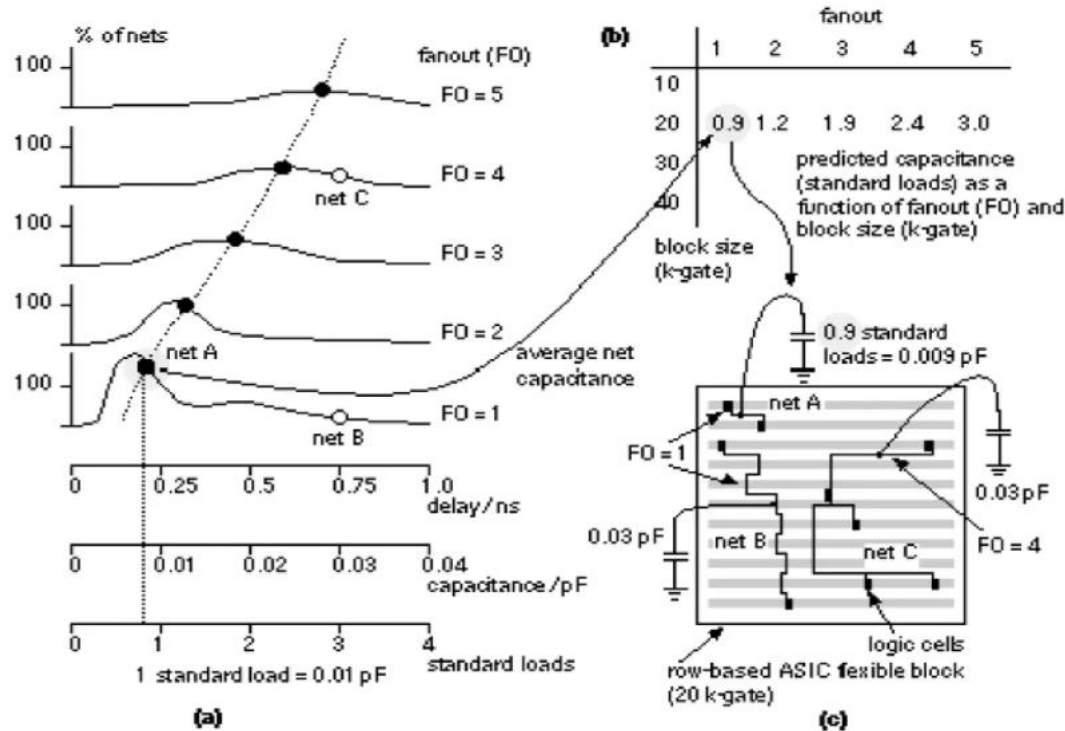 % of nets
fanout (FO)
100
FO = 5
100
FO = 4
net C
100
FO = 3
100
FO = 2
net A
100
FO = 1
net B
average net
capacitance
0 0.25 0.5 0.75 1.0
delay/ns
0 0.01 0.02 0.03 0.04
capacitance/pF
0 1 2 3 4
1 standard load = 0.01 pF
standard loads
(a)
(b)
fanout
1 2 3 4 5
10
20 0.9 1.2 1.9 2.4 3.0
30
40
predicted capacitance
(standard loads) as a
function of fanout (FO) and
block size (k-gate)
block size
(k-gate)
0.9 standard
loads = 0.009 pF
net A
FO = 1
0.03 pF
0.03 pF
net B
net C
FO = 4
logic cells
row-based ASIC flexible block
(20 k-gate)
(c)